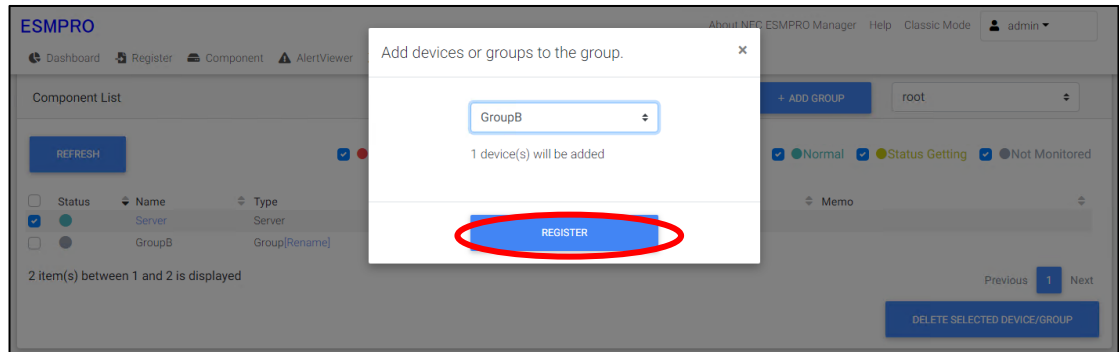 ESMPRO
About NEC ESMPRO Manager Help Classic Mode admin
Dashboard Register Component AlertViewer
Add devices or groups to the group. ×
Component List
+ ADD GROUP root
GroupB
1 device(s) will be added
REFRESH
Normal Status Getting Not Monitored
Status Name Type Memo
Server Server
GroupB Group[Rename]
REGISTER
2 item(s) between 1 and 2 is displayed
Previous 1 Next
DELETE SELECTED DEVICE/GROUP